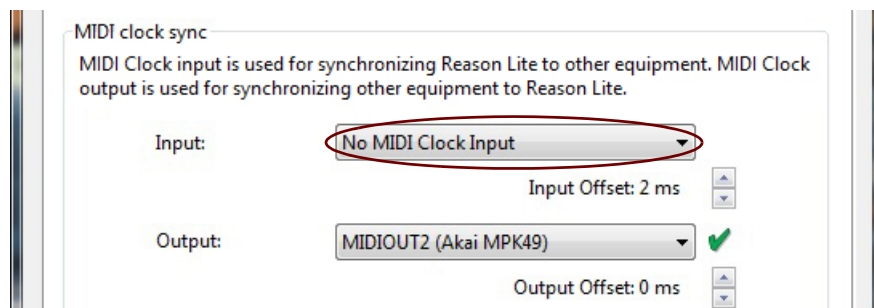 MIDI clock sync
MIDI Clock input is used for synchronizing Reason Lite to other equipment. MIDI Clock
output is used for synchronizing other equipment to Reason Lite.
Input: No MIDI Clock Input
Input Offset: 2 ms
Output: MIDIOUT2 (Akai MPK49)
Output Offset: 0 ms